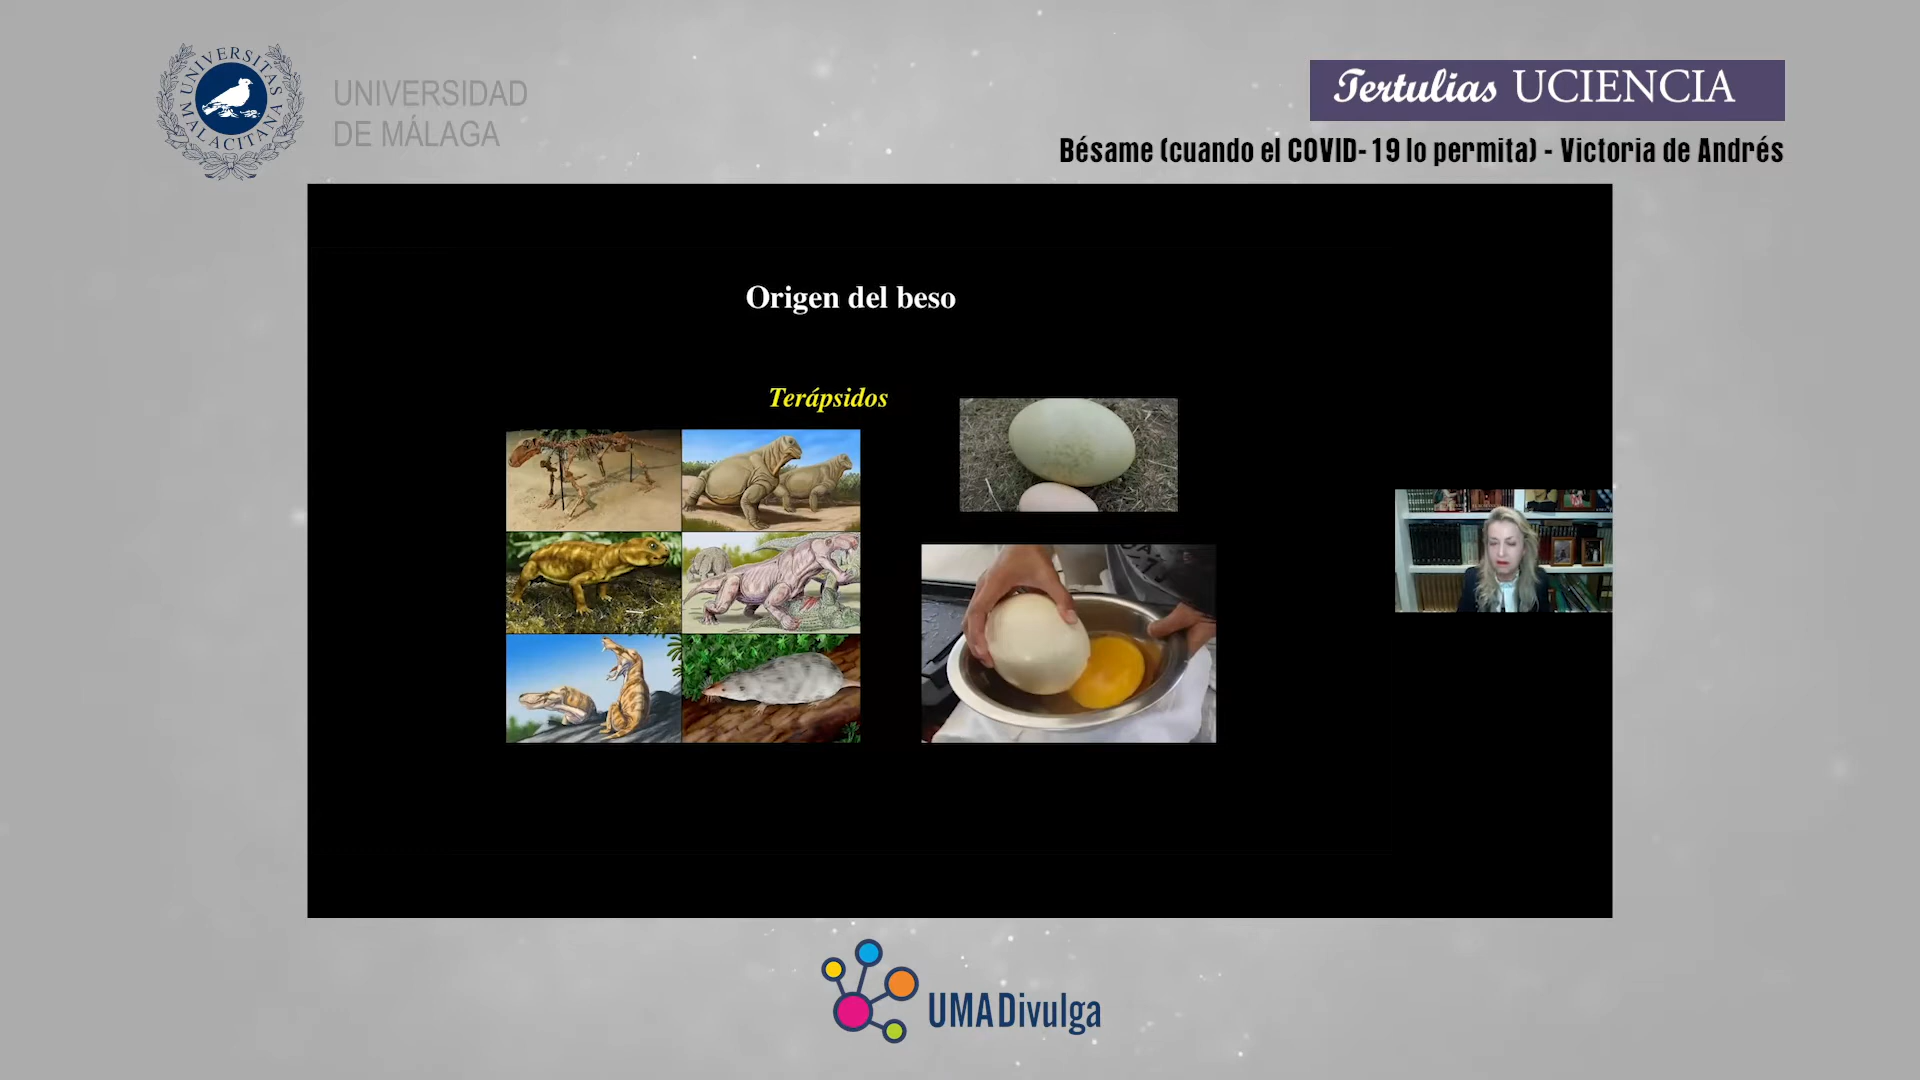 UNIVERSITAS MALACITANA
UNIVERSIDAD
DE MÁLAGA
Tertulias UCIENCIA
Bésame (cuando el COVID-19 lo permita) - Victoria de Andrés
Origen del beso
Terápsidos
UMADivulga